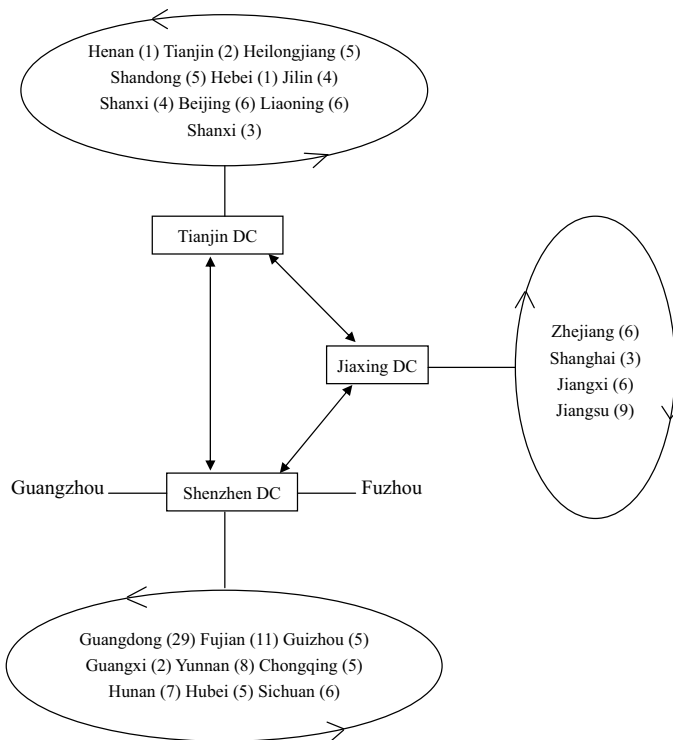 Henan (1) Tianjin (2) Heilongjiang (5)
Shandong (5) Hebei (1) Jilin (4)
Shanxi (4) Beijing (6) Liaoning (6)
Shanxi (3)
Tianjin DC
Zhejiang (6)
Shanghai (3)
Jiangxi (6)
Jiangsu (9)
Jiaxing DC
Guangzhou
Shenzhen DC
Fuzhou
Guangdong (29) Fujian (11) Guizhou (5)
Guangxi (2) Yunnan (8) Chongqing (5)
Hunan (7) Hubei (5) Sichuan (6)